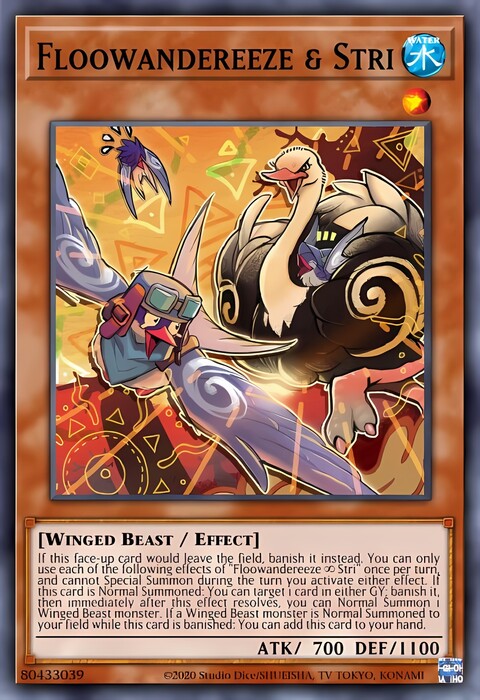 FLOOWANDEREEZE & STRI
WATER
水
[WINGED BEAST / EFFECT]
If this face-up card would leave the field, banish it instead. You can only
use each of the following effects of "Floowandereeze ∞ Stri" once per turn,
and cannot Special Summon during the turn you activate either effect. If
this card is Normal Summoned: You can target 1 card in either GY; banish it,
then immediately after this effect resolves, you can Normal Summon 1
Winged Beast monster. If a Winged Beast monster is Normal Summoned to
your field while this card is banished: You can add this card to your hand.
ATK/ 700 DEF/1100
80433039
©2020 Studio Dice/SHUEISHA, TV TOKYO, KONAMI